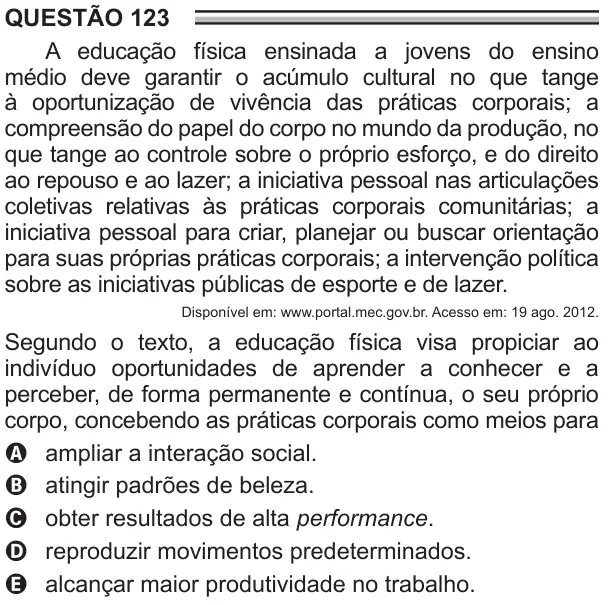 QUESTÃO 123
A educação física ensinada a jovens do ensino
médio deve garantir o acúmulo cultural no que tange
à oportunização de vivência das práticas corporais; a
compreensão do papel do corpo no mundo da produção, no
que tange ao controle sobre o próprio esforço, e do direito
ao repouso e ao lazer; a iniciativa pessoal nas articulações
coletivas relativas às práticas corporais comunitárias; a
iniciativa pessoal para criar, planejar ou buscar orientação
para suas próprias práticas corporais; a intervenção política
sobre as iniciativas públicas de esporte e de lazer.
Disponível em: www.portal.mec.gov.br. Acesso em: 19 ago. 2012.
Segundo o texto, a educação física visa propiciar ao
indivíduo oportunidades de aprender a conhecer e a
perceber, de forma permanente e contínua, o seu próprio
corpo, concebendo as práticas corporais como meios para
A ampliar a interação social.
B atingir padrões de beleza.
C obter resultados de alta performance.
D reproduzir movimentos predeterminados.
E alcançar maior produtividade no trabalho.